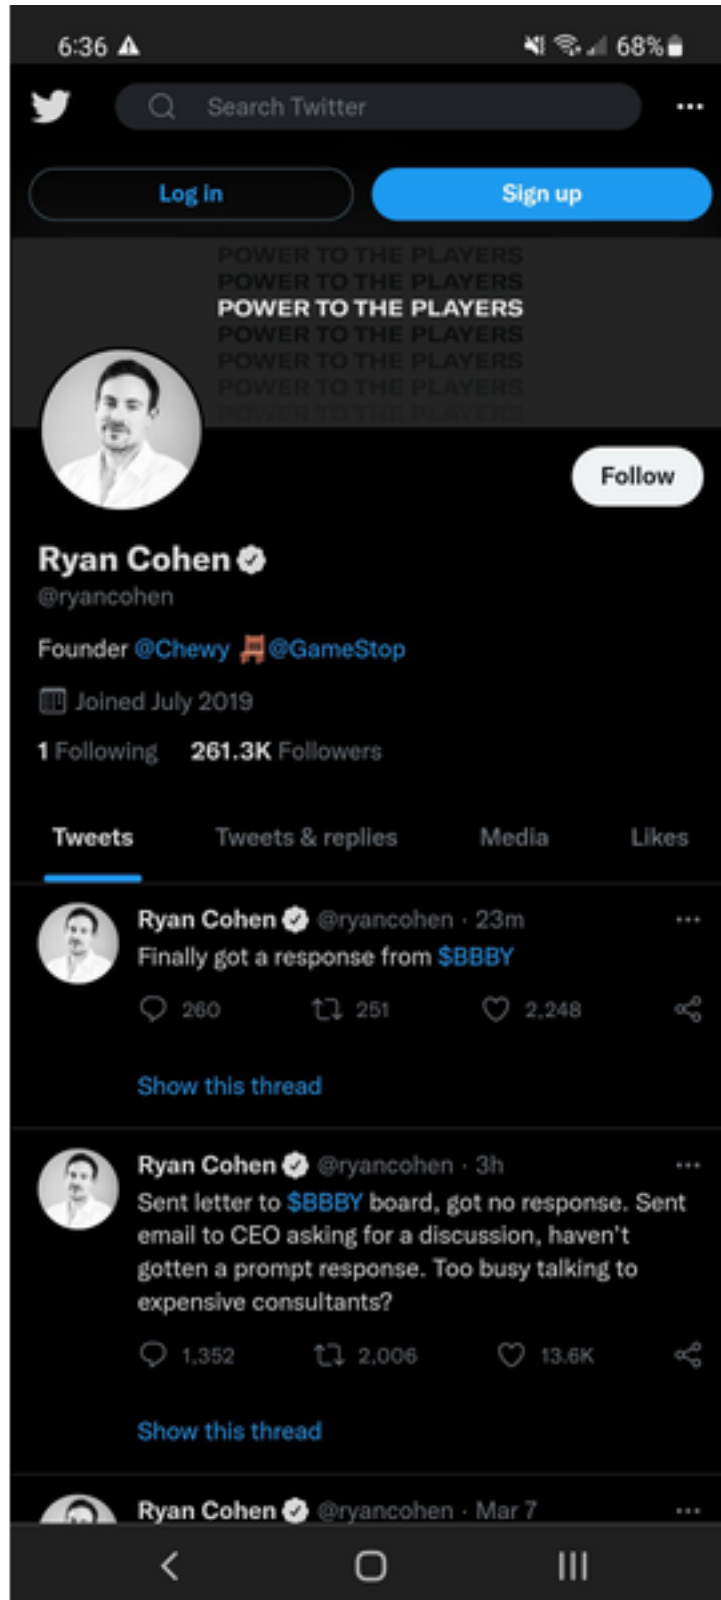 6:36
68%
Search Twitter
Log in
Sign up
POWER TO THE PLAYERS
POWER TO THE PLAYERS
POWER TO THE PLAYERS
POWER TO THE PLAYERS
POWER TO THE PLAYERS
POWER TO THE PLAYERS
POWER TO THE PLAYERS
Follow
Ryan Cohen
@ryancohen
Founder @Chewy @GameStop
Joined July 2019
1 Following 261.3K Followers
Tweets Tweets & replies Media Likes
Ryan Cohen @ryancohen · 23m
Finally got a response from $BBBY
260 251 2,248
Show this thread
Ryan Cohen @ryancohen · 3h
Sent letter to $BBBY board, got no response. Sent
email to CEO asking for a discussion, haven't
gotten a prompt response. Too busy talking to
expensive consultants?
1,352 2,006 13.6K
Show this thread
Ryan Cohen @ryancohen · Mar 7